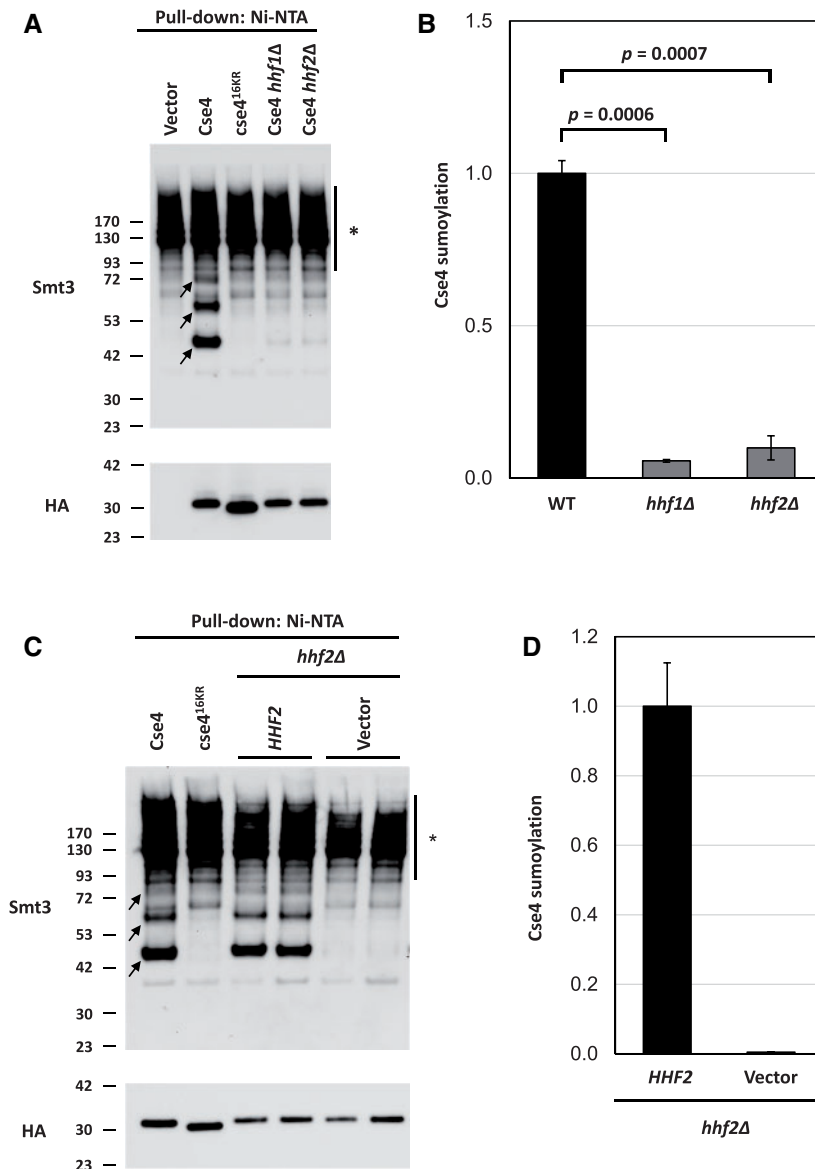 A
Pull-down: Ni-NTA
Vector
Cse4
cse4^16KR
Cse4 hhf1Δ
Cse4 hhf2Δ
Smt3
170
130
93
72
53
42
30
23
*
HA
42
30
23
B
Cse4 sumoylation
1.5
1.0
0.5
0.0
p = 0.0007
p = 0.0006
WT
hhf1Δ
hhf2Δ
C
Pull-down: Ni-NTA
hhf2Δ
Cse4
cse4^16KR
HHF2
Vector
Smt3
170
130
93
72
53
42
30
23
*
HA
42
30
23
D
Cse4 sumoylation
1.2
1.0
0.8
0.6
0.4
0.2
0.0
HHF2
Vector
hhf2Δ